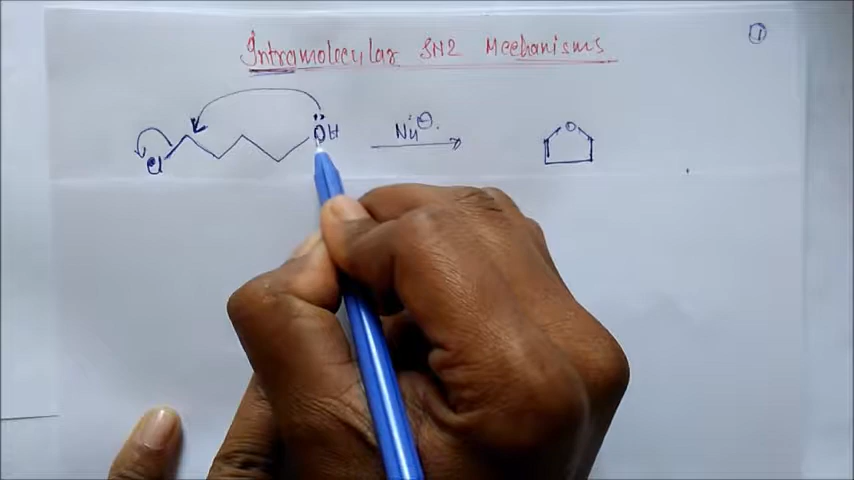 Intramolecular SN2 Mechanisms
1
Cl OH Nu⊖ O